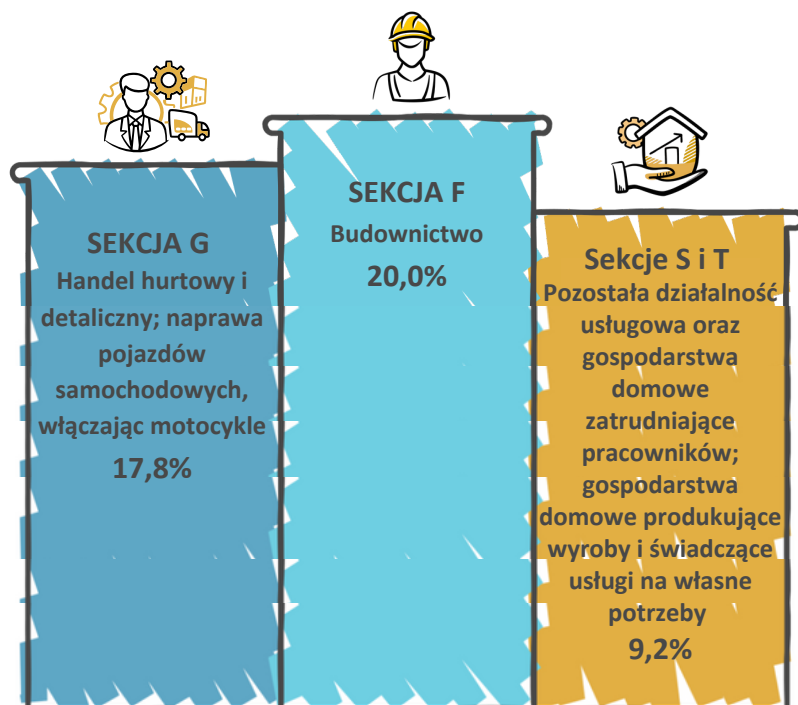 SEKCJA G
Handel hurtowy i
detaliczny; naprawa
pojazdów
samochodowych,
włączając motocykle
17,8%
SEKCJA F
Budownictwo
20,0%
Sekcje S i T
Pozostała działalność
usługowa oraz
gospodarstwa
domowe
zatrudniające
pracowników;
gospodarstwa
domowe produkujące
wyroby i świadczące
usługi na własne
potrzeby
9,2%